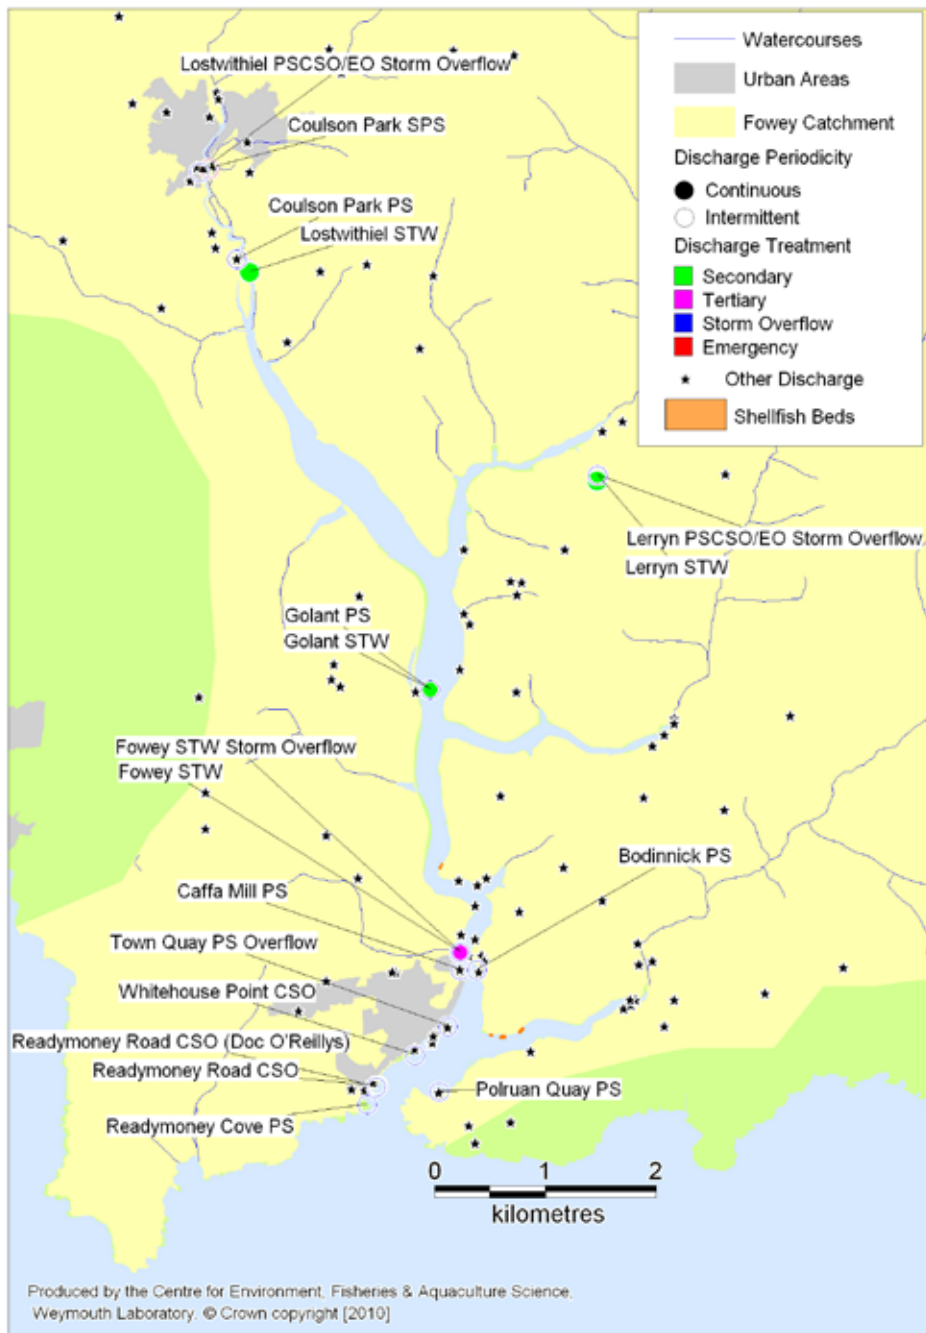 Lostwithiel PSCSO/EO Storm Overflow
Coulson Park SPS
Coulson Park PS
Lostwithiel STW
Watercourses
Urban Areas
Fowey Catchment
Discharge Periodicity
Continuous
Intermittent
Discharge Treatment
Secondary
Tertiary
Storm Overflow
Emergency
Other Discharge
Shellfish Beds
Lerryn PSCSO/EO Storm Overflow
Lerryn STW
Golant PS
Golant STW
Fowey STW Storm Overflow
Fowey STW
Bodinnick PS
Caffa Mill PS
Town Quay PS Overflow
Whitehouse Point CSO
Readymoney Road CSO (Doc O'Reillys)
Readymoney Road CSO
Polruan Quay PS
Readymoney Cove PS
0 1 2
kilometres
Produced by the Centre for Environment, Fisheries & Aquaculture Science,
Weymouth Laboratory. © Crown copyright [2010]